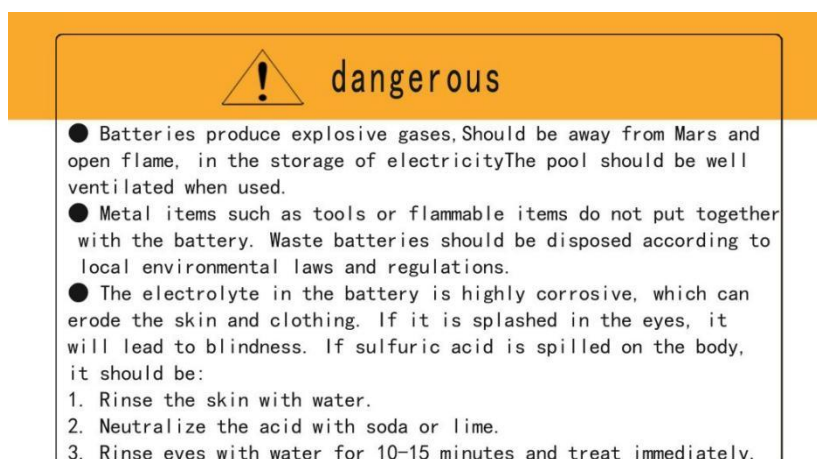 dangerous
● Batteries produce explosive gases,Should be away from Mars and
open flame, in the storage of electricityThe pool should be well
ventilated when used.
● Metal items such as tools or flammable items do not put together
with the battery. Waste batteries should be disposed according to
local environmental laws and regulations.
● The electrolyte in the battery is highly corrosive, which can
erode the skin and clothing. If it is splashed in the eyes, it
will lead to blindness. If sulfuric acid is spilled on the body,
it should be:
1. Rinse the skin with water.
2. Neutralize the acid with soda or lime.
3. Rinse eyes with water for 10-15 minutes and treat immediately.